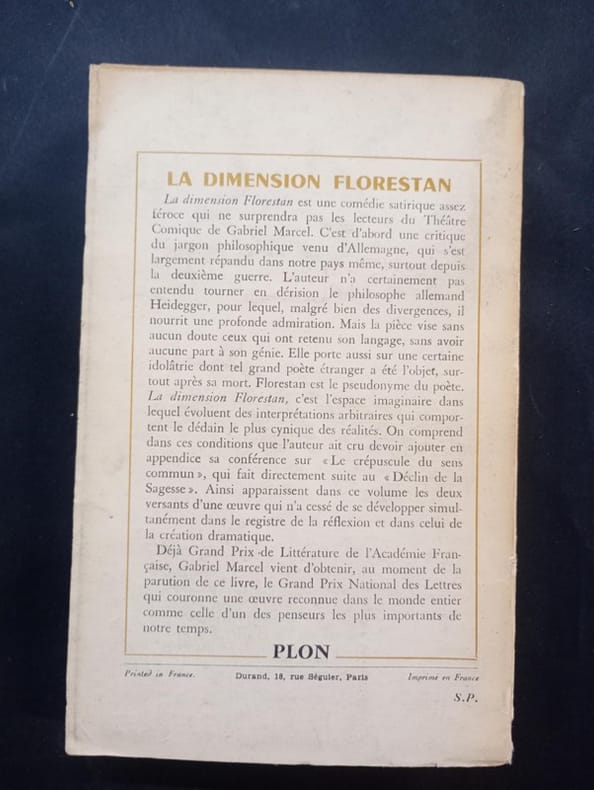 LA DIMENSION FLORESTAN
La dimension Florestan est une comédie satirique assez
féroce qui ne surprendra pas les lecteurs du Théâtre
Comique de Gabriel Marcel. C'est d'abord une critique
du jargon philosophique venu d'Allemagne, qui s'est
largement répandu dans notre pays même, surtout depuis
la deuxième guerre. L'auteur n'a certainement pas
entendu tourner en dérision le philosophe allemand
Heidegger, pour lequel, malgré bien des divergences, il
nourrit une profonde admiration. Mais la pièce vise sans
aucun doute ceux qui ont retenu son langage, sans avoir
aucune part à son génie. Elle porte aussi sur une certaine
idolâtrie dont tel grand poète étranger a été l'objet, sur-
tout après sa mort. Florestan est le pseudonyme du poète.
La dimension Florestan, c'est l'espace imaginaire dans
lequel évoluent des interprétations arbitraires qui compor-
tent le dédain le plus cynique des réalités. On comprend
dans ces conditions que l'auteur ait cru devoir ajouter en
appendice sa conférence sur « Le crépuscule du sens
commun », qui fait directement suite au « Déclin de la
Sagesse ». Ainsi apparaissent dans ce volume les deux
versants d'une œuvre qui n'a cessé de se développer simul-
tanément dans le registre de la réflexion et dans celui de
la création dramatique.
Déjà Grand Prix de Littérature de l'Académie Fran-
çaise, Gabriel Marcel vient d'obtenir, au moment de la
parution de ce livre, le Grand Prix National des Lettres
qui couronne une œuvre reconnue dans le monde entier
comme celle d'un des penseurs les plus importants de
notre temps.
PLON
Printed in France. Durand, 18, rue Séguier, Paris Imprimé en France
S.P.